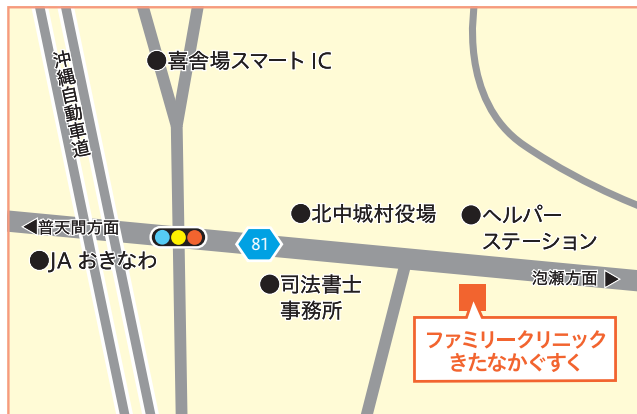 沖縄自動車道
●喜舎場スマート IC
◀普天間方面
●JA おきなわ
81
●北中城村役場
●ヘルパー
ステーション
●司法書士
事務所
泡瀬方面 ▶
ファミリークリニック
きたなかぐすく